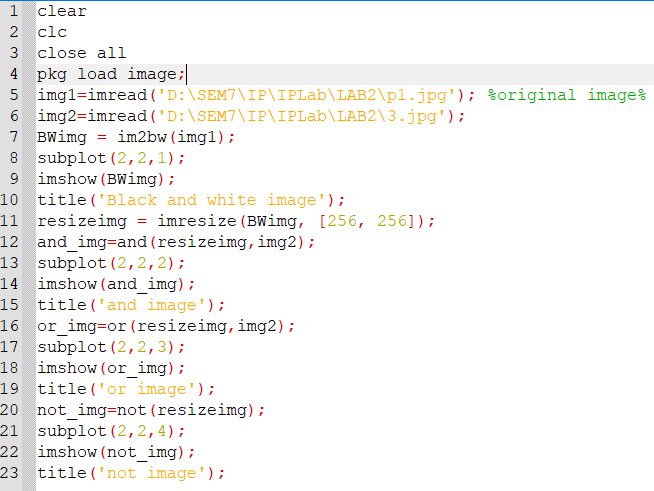 1 clear
2 clc
3 close all
4 pkg load image;
5 img1=imread('D:\SEM7\IP\IPLab\LAB2\p1.jpg'); %original image%
6 img2=imread('D:\SEM7\IP\IPLab\LAB2\3.jpg');
7 BWimg = im2bw(img1);
8 subplot(2,2,1);
9 imshow(BWimg);
10 title('Black and white image');
11 resizeimg = imresize(BWimg, [256, 256]);
12 and_img=and(resizeimg,img2);
13 subplot(2,2,2);
14 imshow(and_img);
15 title('and image');
16 or_img=or(resizeimg,img2);
17 subplot(2,2,3);
18 imshow(or_img);
19 title('or image');
20 not_img=not(resizeimg);
21 subplot(2,2,4);
22 imshow(not_img);
23 title('not image');